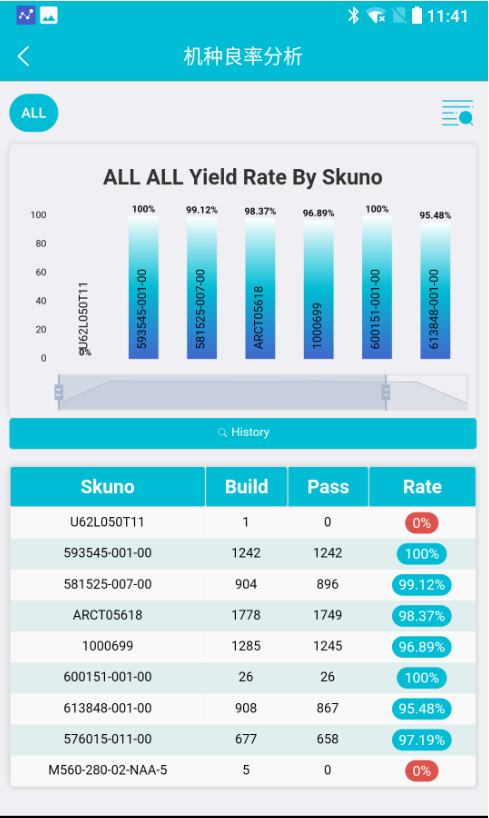 11:41
机种良率分析
ALL
ALL ALL Yield Rate By Skuno
100% 99.12% 98.37% 96.89% 100% 95.48%
100
80
60
40
20
0
U62L050T11
0%
593545-001-00
581525-007-00
ARCT05618
1000699
600151-001-00
613848-001-00
History
Skuno Build Pass Rate
U62L050T11 1 0 0%
593545-001-00 1242 1242 100%
581525-007-00 904 896 99.12%
ARCT05618 1778 1749 98.37%
1000699 1285 1245 96.89%
600151-001-00 26 26 100%
613848-001-00 908 867 95.48%
576015-011-00 677 658 97.19%
M560-280-02-NAA-5 5 0 0%